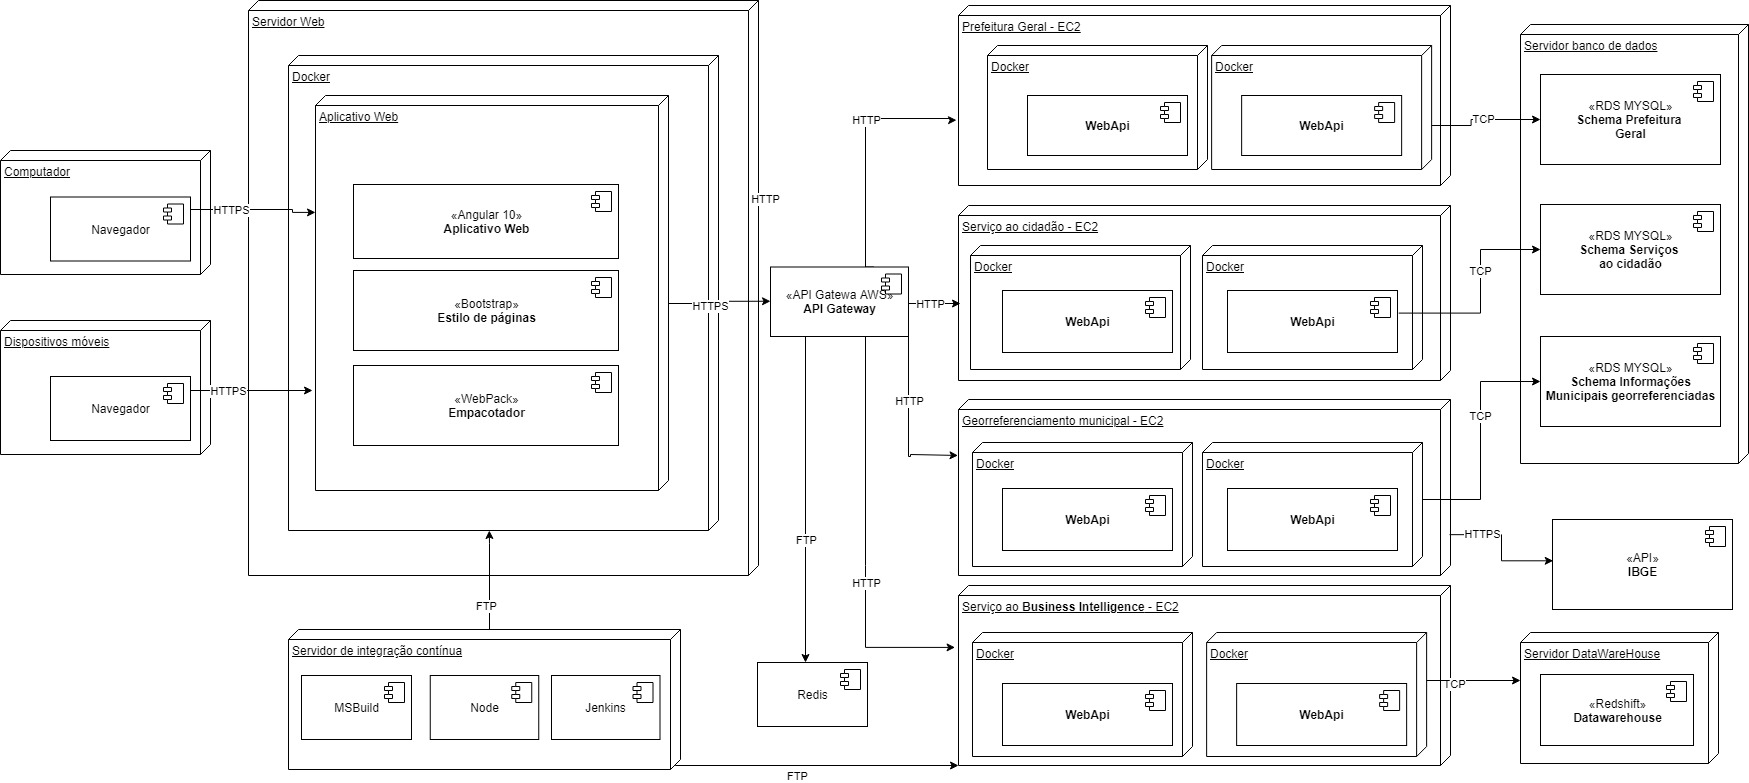 Servidor Web
Docker
Aplicativo Web
Computador
Navegador
HTTPS
Dispositivos móveis
Navegador
HTTPS
«Angular 10»
Aplicativo Web
«Bootstrap»
Estilo de páginas
«WebPack»
Empacotador
HTTP
HTTPS
FTP
Servidor de integração contínua
MSBuild
Node
Jenkins
FTP
«API Gatewa AWS»
API Gateway
HTTP
HTTP
HTTP
HTTP
FTP
Redis
Prefeitura Geral - EC2
Docker
WebApi
Docker
WebApi
TCP
Serviço ao cidadão - EC2
Docker
WebApi
Docker
WebApi
TCP
Georreferenciamento municipal - EC2
Docker
WebApi
Docker
WebApi
TCP
HTTPS
Serviço ao Business Intelligence - EC2
Docker
WebApi
Docker
WebApi
TCP
Servidor banco de dados
«RDS MYSQL»
Schema Prefeitura
Geral
«RDS MYSQL»
Schema Serviços
ao cidadão
«RDS MYSQL»
Schema Informações
Municipais georreferenciadas
«API»
IBGE
Servidor DataWareHouse
«Redshift»
Datawarehouse